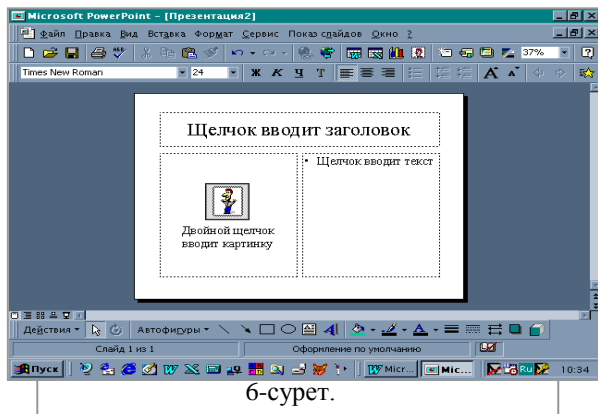 Microsoft PowerPoint - [Презентация2]
Файл Правка Вид Вставка Формат Сервис Показ слайдов Окно ?
37%
Times New Roman 24 Ж К Ч Т
Щелчок вводит заголовок
• Щелчок вводит текст
Двойной щелчок
вводит картинку
Действия Автофигуры
Слайд 1 из 1 Оформление по умолчанию
Пуск Micr... Mic... Ru 10:34
6-сурет.